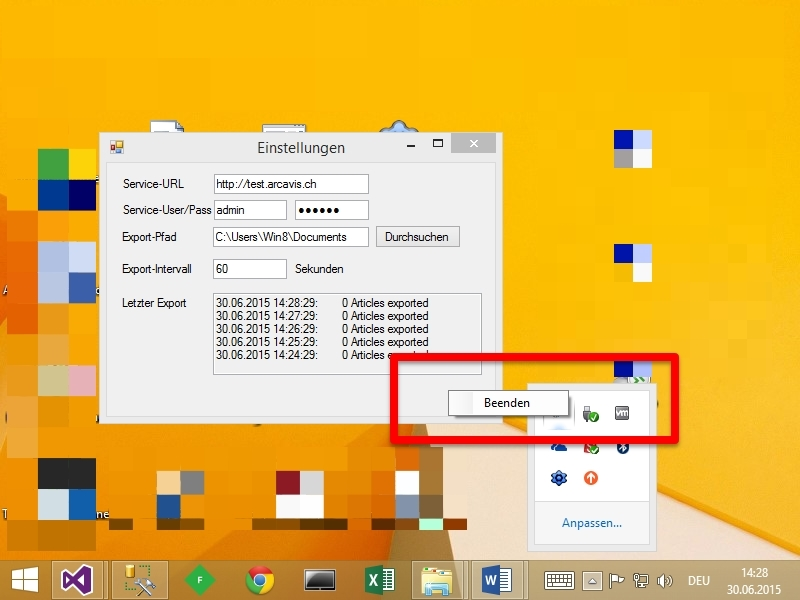 Einstellungen
Service-URL http://test.arcavis.ch
Service-User/Pass admin ••••••
Export-Pfad C:\Users\Win8\Documents Durchsuchen
Export-Intervall 60 Sekunden
Letzter Export 30.06.2015 14:28:29: 0 Articles exported
30.06.2015 14:27:29: 0 Articles exported
30.06.2015 14:26:29: 0 Articles exported
30.06.2015 14:25:29: 0 Articles exported
30.06.2015 14:24:29: 0 Articles exported
Beenden
vm
Anpassen...
F
DEU
14:28
30.06.2015